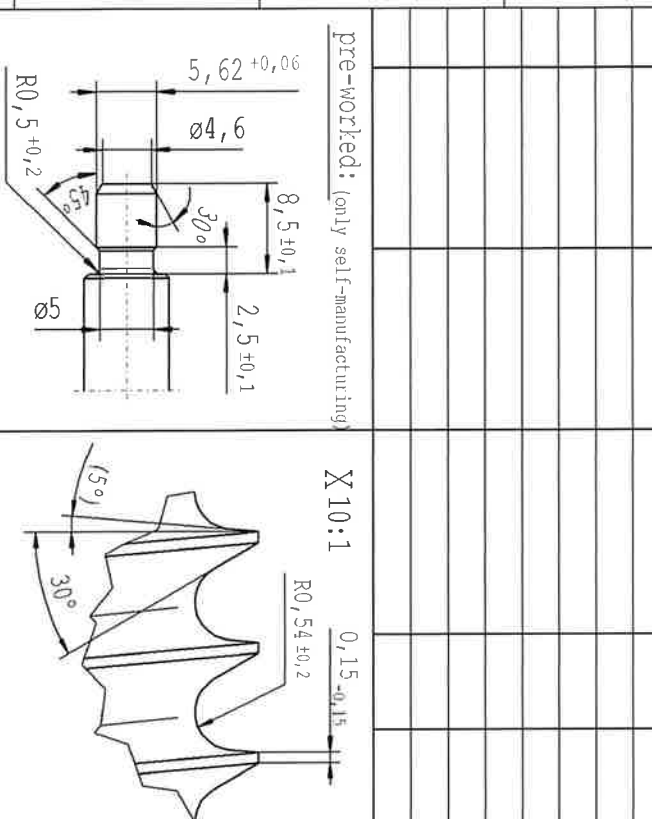 pre-worked: (only self-manufacturing)
5,62 +0,06
ø4,6
R0,5 +0,2
45°
30°
8,5 ±0,1
2,5 ±0,1
ø5
X 10:1
(5°)
30°
R0,54 ±0,2
0,15 -0,15